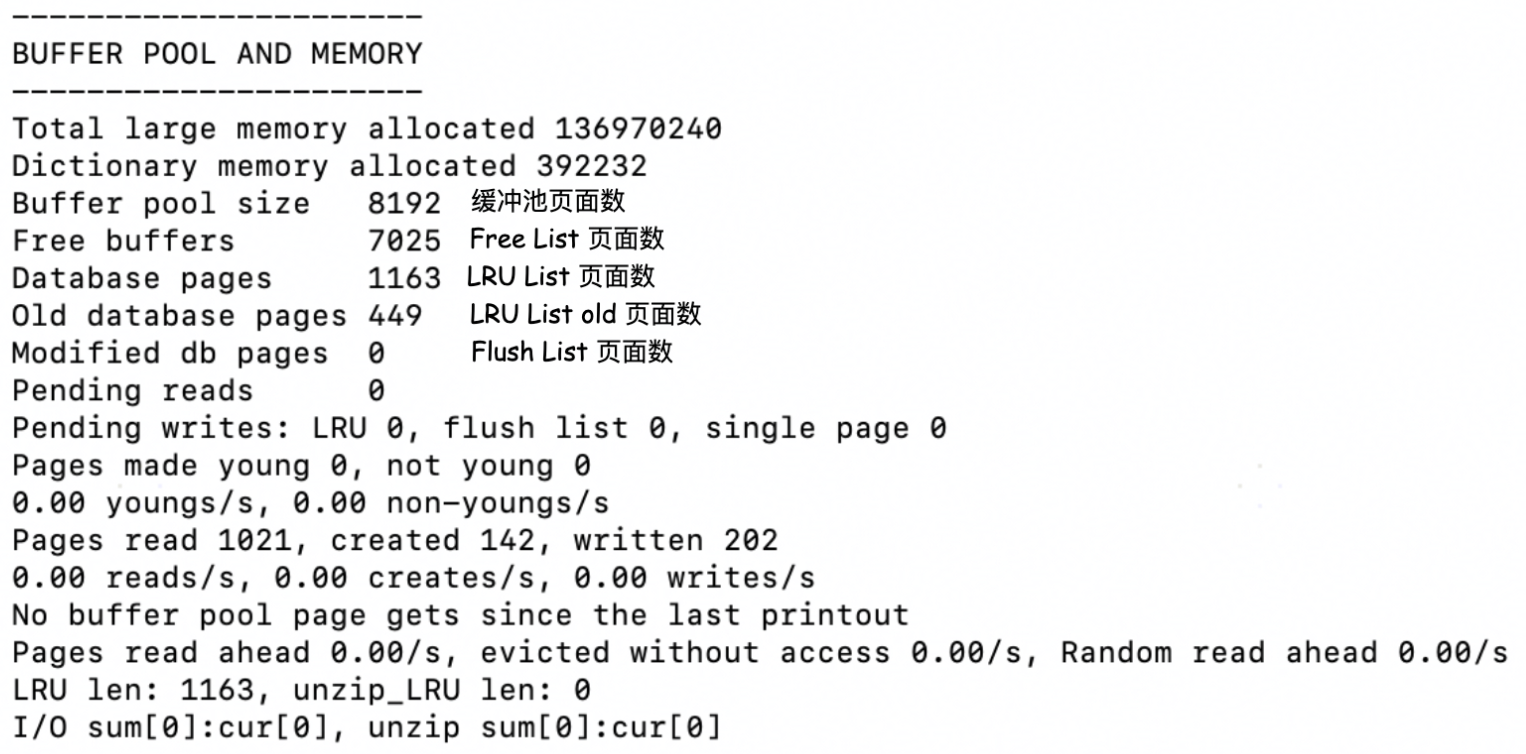 ----------------------
BUFFER POOL AND MEMORY
----------------------
Total large memory allocated 136970240
Dictionary memory allocated 392232
Buffer pool size   8192 缓冲池页面数
Free buffers       7025 Free List 页面数
Database pages     1163 LRU List 页面数
Old database pages 449 LRU List old 页面数
Modified db pages  0 Flush List 页面数
Pending reads      0
Pending writes: LRU 0, flush list 0, single page 0
Pages made young 0, not young 0
0.00 youngs/s, 0.00 non-youngs/s
Pages read 1021, created 142, written 202
0.00 reads/s, 0.00 creates/s, 0.00 writes/s
No buffer pool page gets since the last printout
Pages read ahead 0.00/s, evicted without access 0.00/s, Random read ahead 0.00/s
LRU len: 1163, unzip_LRU len: 0
I/O sum[0]:cur[0], unzip sum[0]:cur[0]